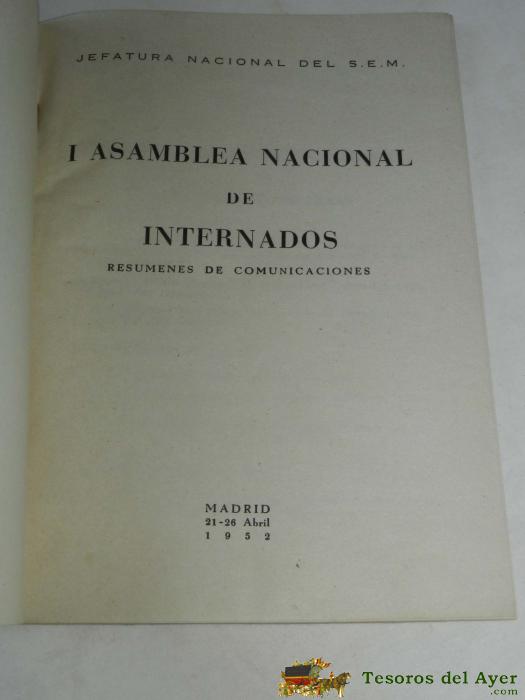 JEFATURA NACIONAL DEL S.E.M.
I ASAMBLEA NACIONAL
DE
INTERNADOS
RESUMENES DE COMUNICACIONES
MADRID
21-26 Abril
1952
Tesoros del Ayer
.com